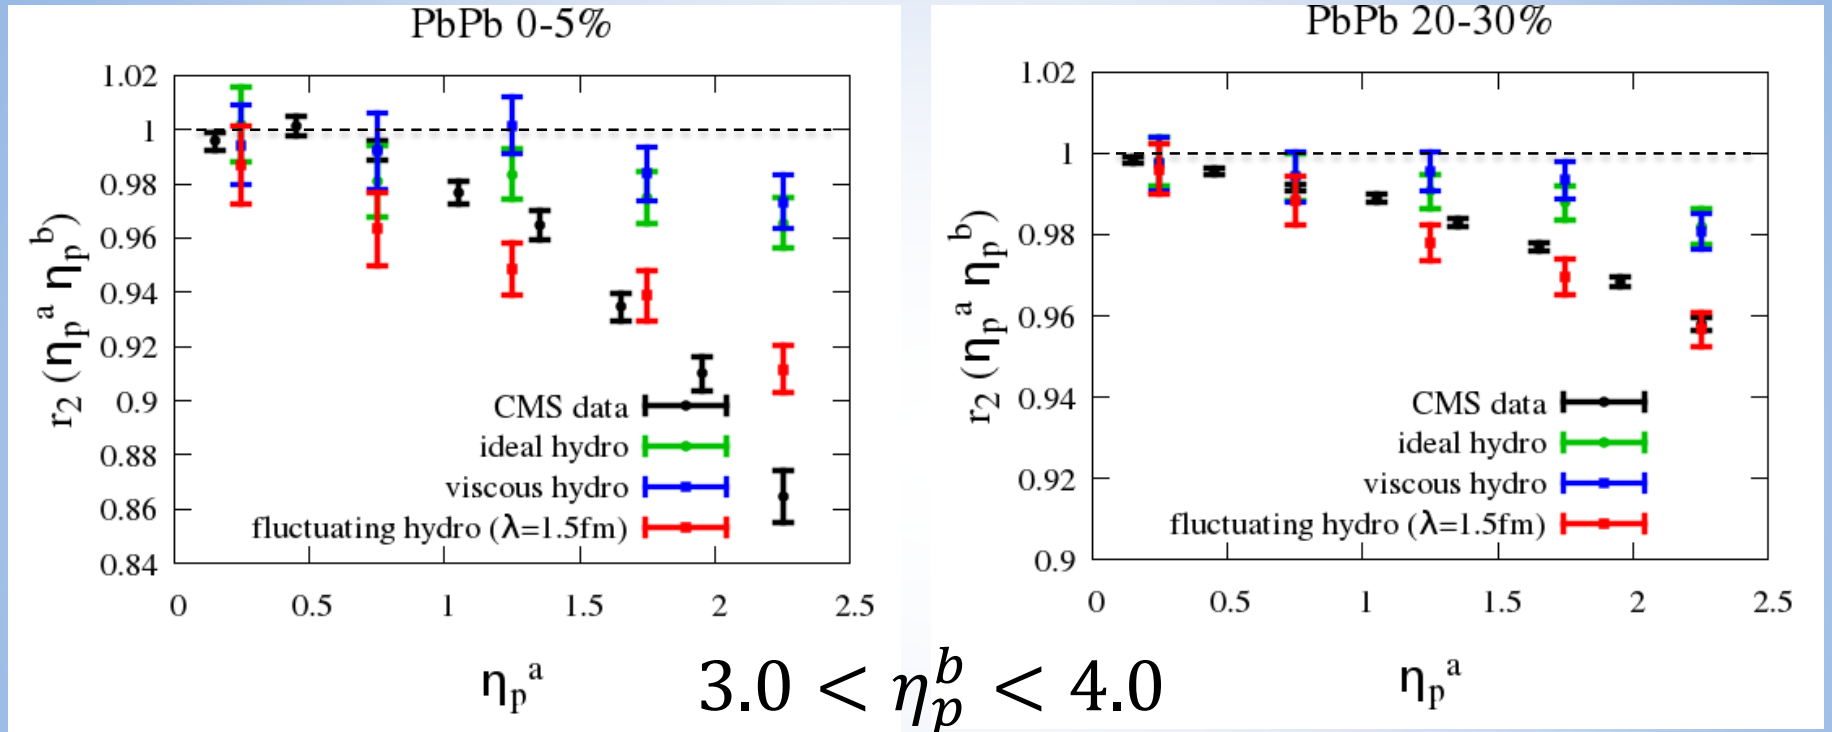 PbPb 0-5%
1.02
1
0.98
0.96
0.94
0.92
0.9
0.88
0.86
0.84
r₂ (ηₚᵃ ηₚᵇ)
CMS data
ideal hydro
viscous hydro
fluctuating hydro (λ=1.5fm)
0 0.5 1 1.5 2 2.5
ηₚᵃ
PbPb 20-30%
1.02
1
0.98
0.96
0.94
0.92
0.9
r₂ (ηₚᵃ ηₚᵇ)
CMS data
ideal hydro
viscous hydro
fluctuating hydro (λ=1.5fm)
0 0.5 1 1.5 2 2.5
ηₚᵃ
3.0 < ηₚᵇ < 4.0